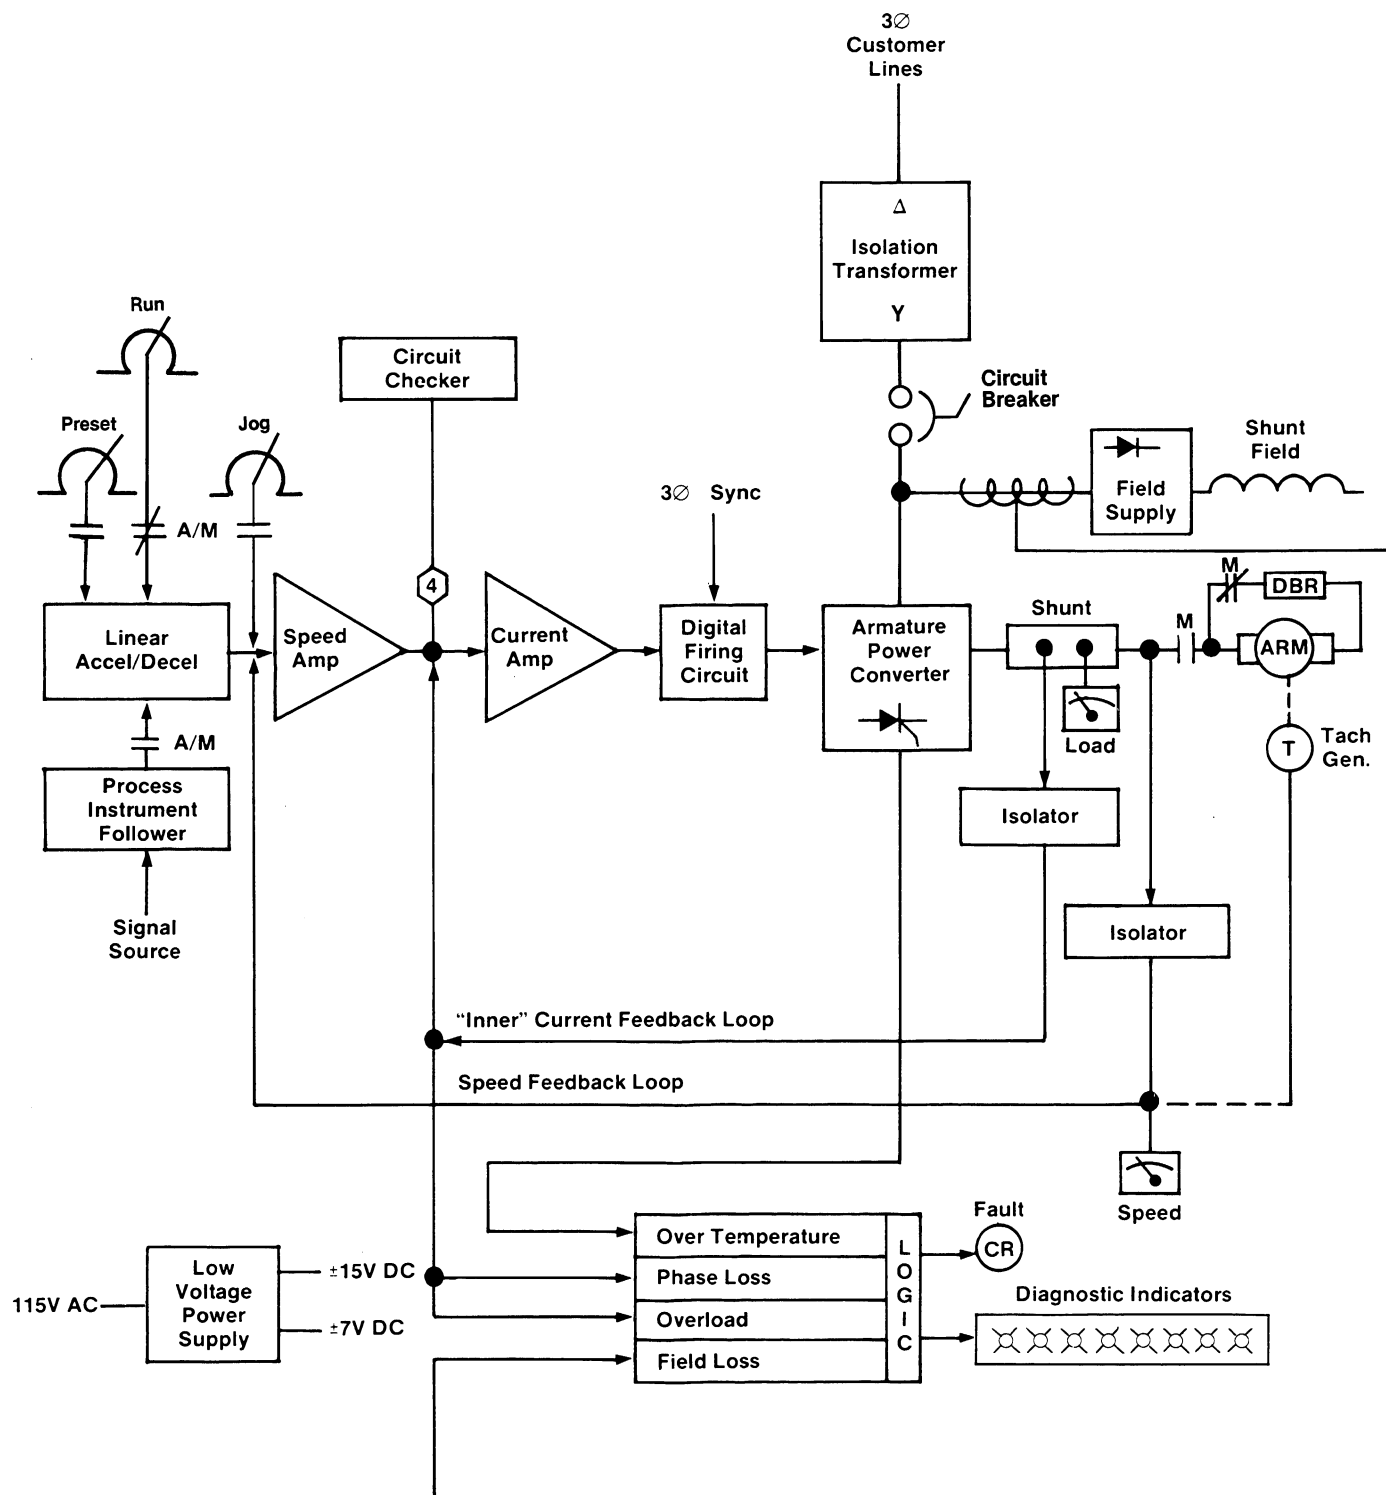 3∅
Customer
Lines
Δ
Isolation
Transformer
Y
Run
Circuit
Checker
Circuit
Breaker
Preset
Jog
Shunt
Field
3∅ Sync
Field
Supply
A/M
4
M
DBR
Shunt
M
Linear
Accel/Decel
Speed
Amp
Current
Amp
Digital
Firing
Circuit
Armature
Power
Converter
ARM
Load
T
Tach
Gen.
A/M
Process
Instrument
Follower
Isolator
Signal
Source
Isolator
“Inner” Current Feedback Loop
Speed Feedback Loop
Speed
Over Temperature
Phase Loss
Overload
Field Loss
LOGIC
Fault
CR
Diagnostic Indicators
115V AC
Low
Voltage
Power
Supply
±15V DC
±7V DC